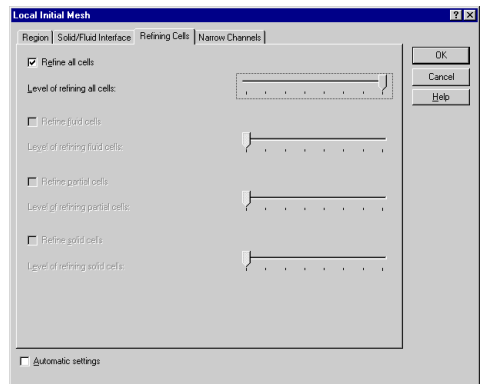 Local Initial Mesh
Region Solid/Fluid Interface Refining Cells Narrow Channels
OK
Cancel
Help
Refine all cells
Level of refining all cells:
Refine fluid cells
Level of refining fluid cells:
Refine partial cells
Level of refining partial cells:
Refine solid cells
Level of refining solid cells:
Automatic settings